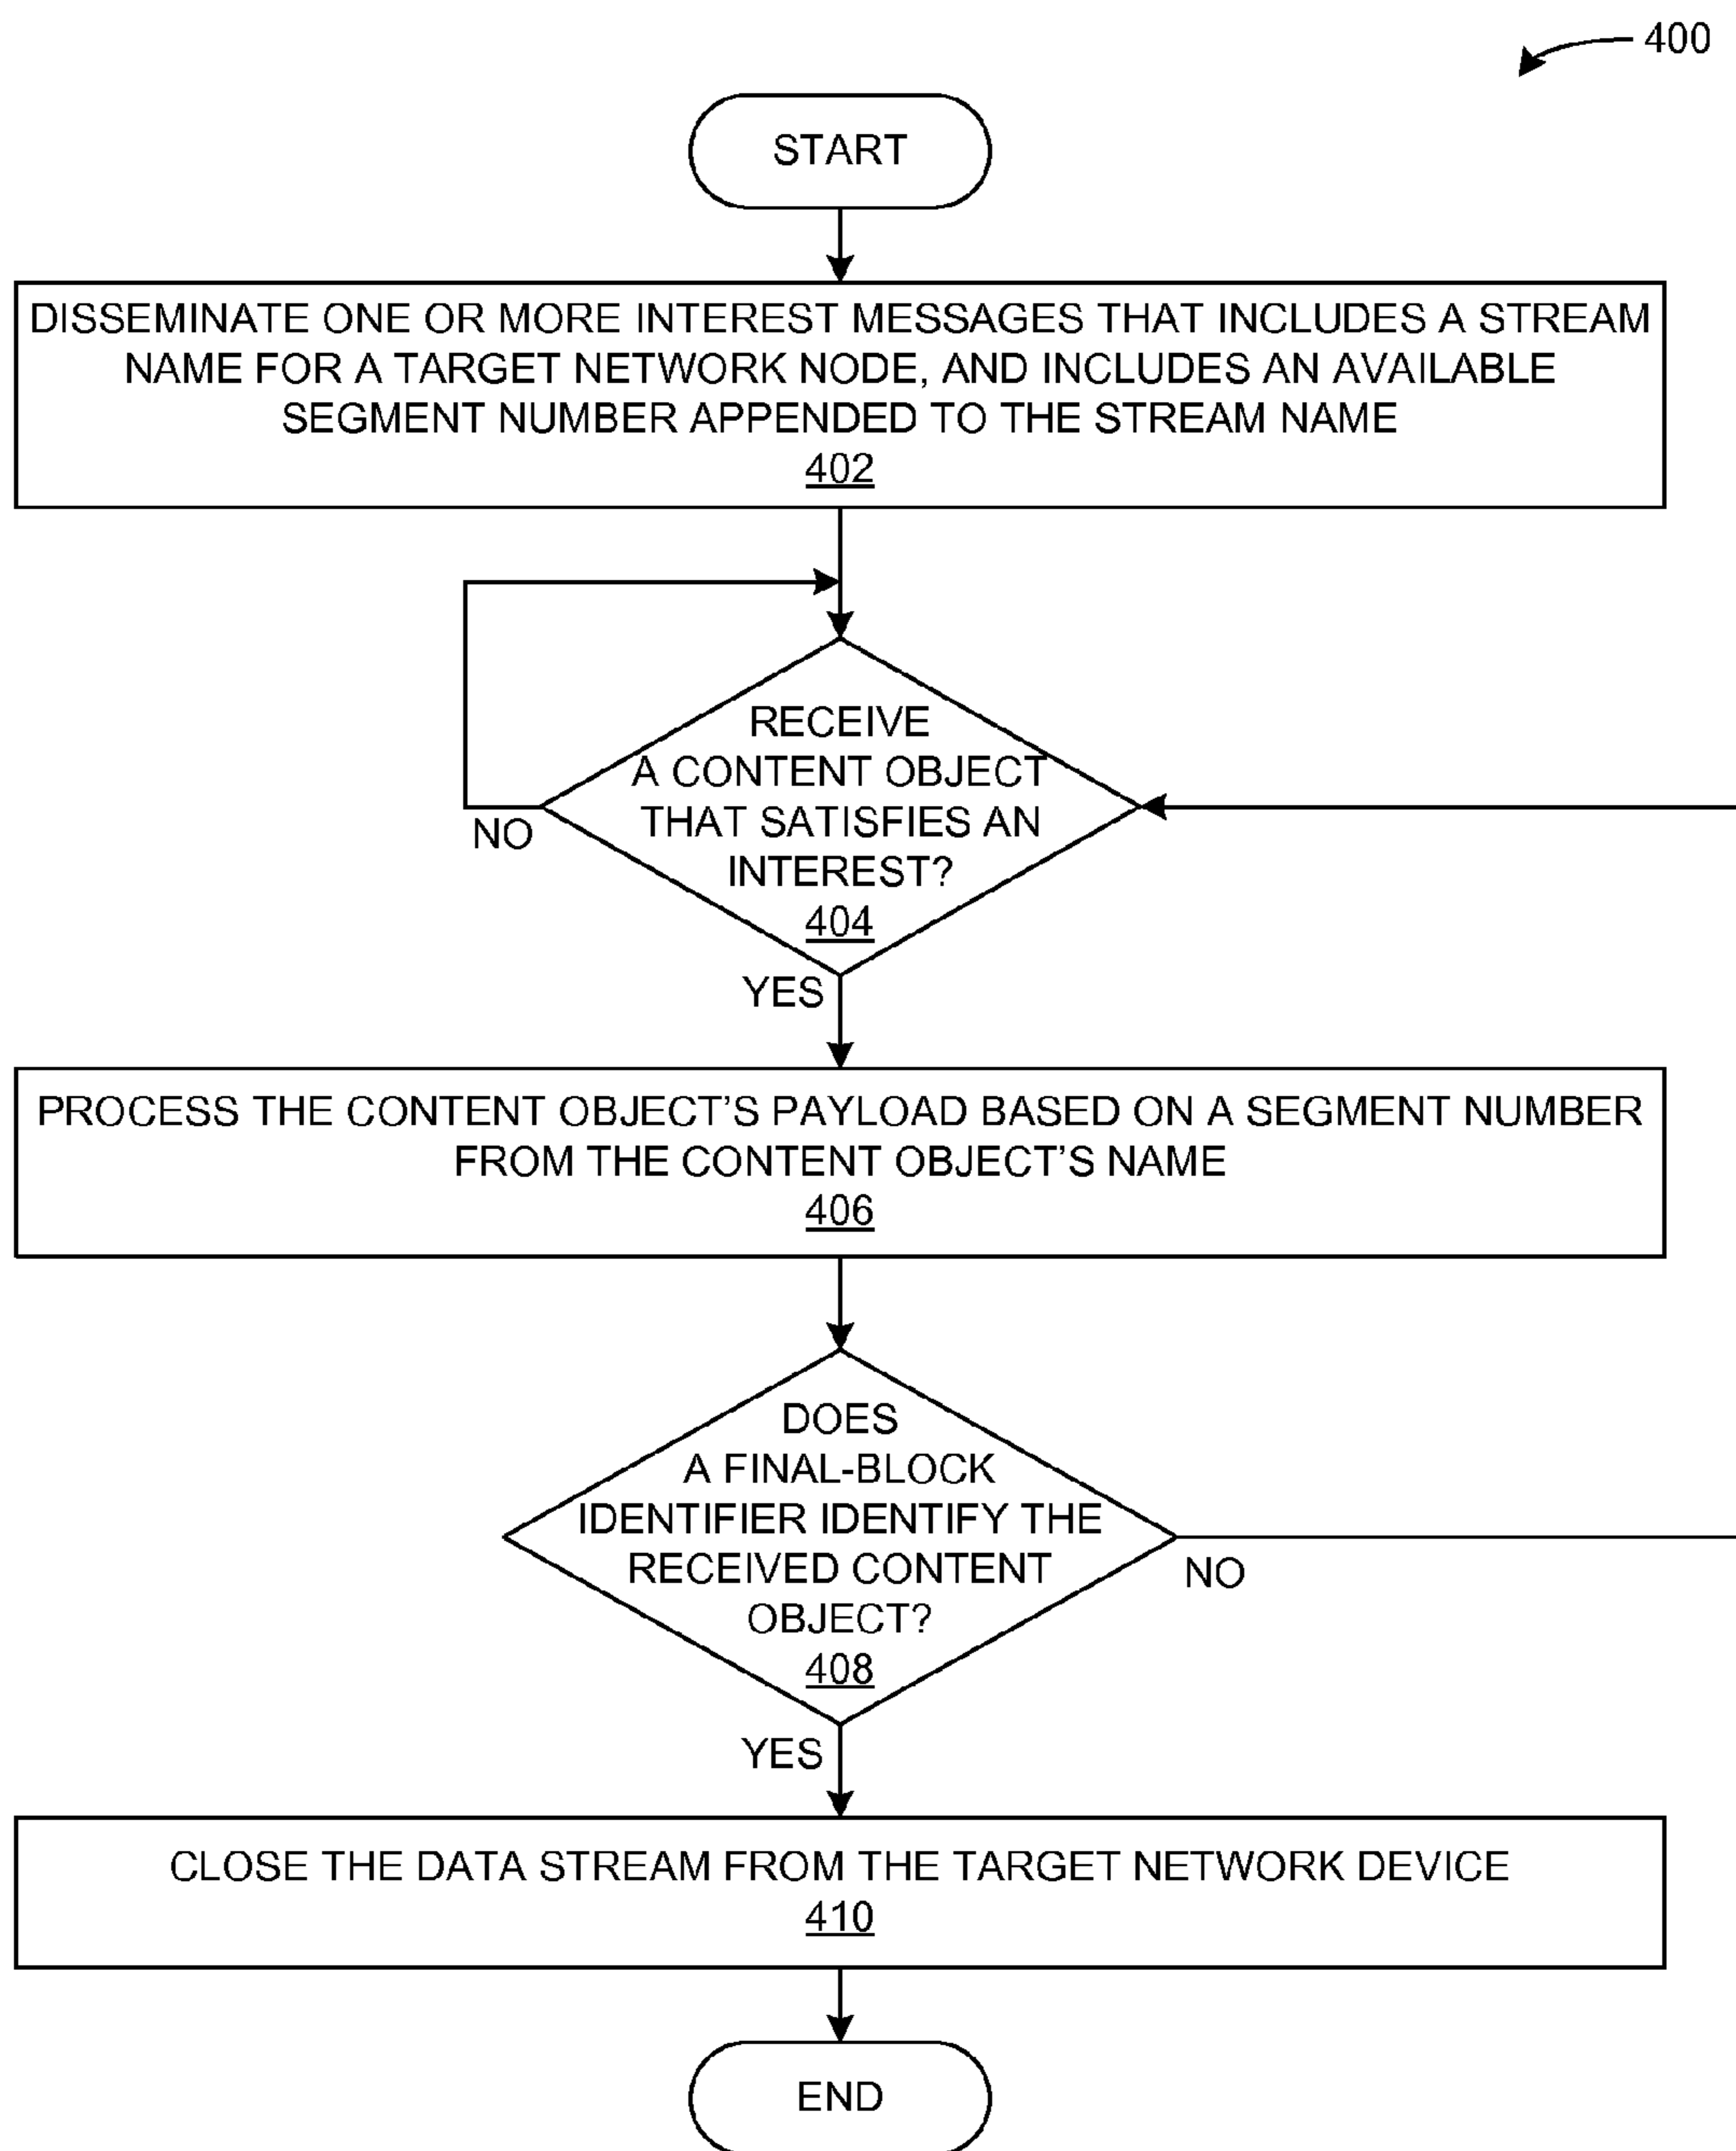 400
START
DISSEMINATE ONE OR MORE INTEREST MESSAGES THAT INCLUDES A STREAM
NAME FOR A TARGET NETWORK NODE, AND INCLUDES AN AVAILABLE
SEGMENT NUMBER APPENDED TO THE STREAM NAME
402
RECEIVE
A CONTENT OBJECT
THAT SATISFIES AN
INTEREST?
404
NO
YES
PROCESS THE CONTENT OBJECT'S PAYLOAD BASED ON A SEGMENT NUMBER
FROM THE CONTENT OBJECT'S NAME
406
DOES
A FINAL-BLOCK
IDENTIFIER IDENTIFY THE
RECEIVED CONTENT
OBJECT?
408
NO
YES
CLOSE THE DATA STREAM FROM THE TARGET NETWORK DEVICE
410
END